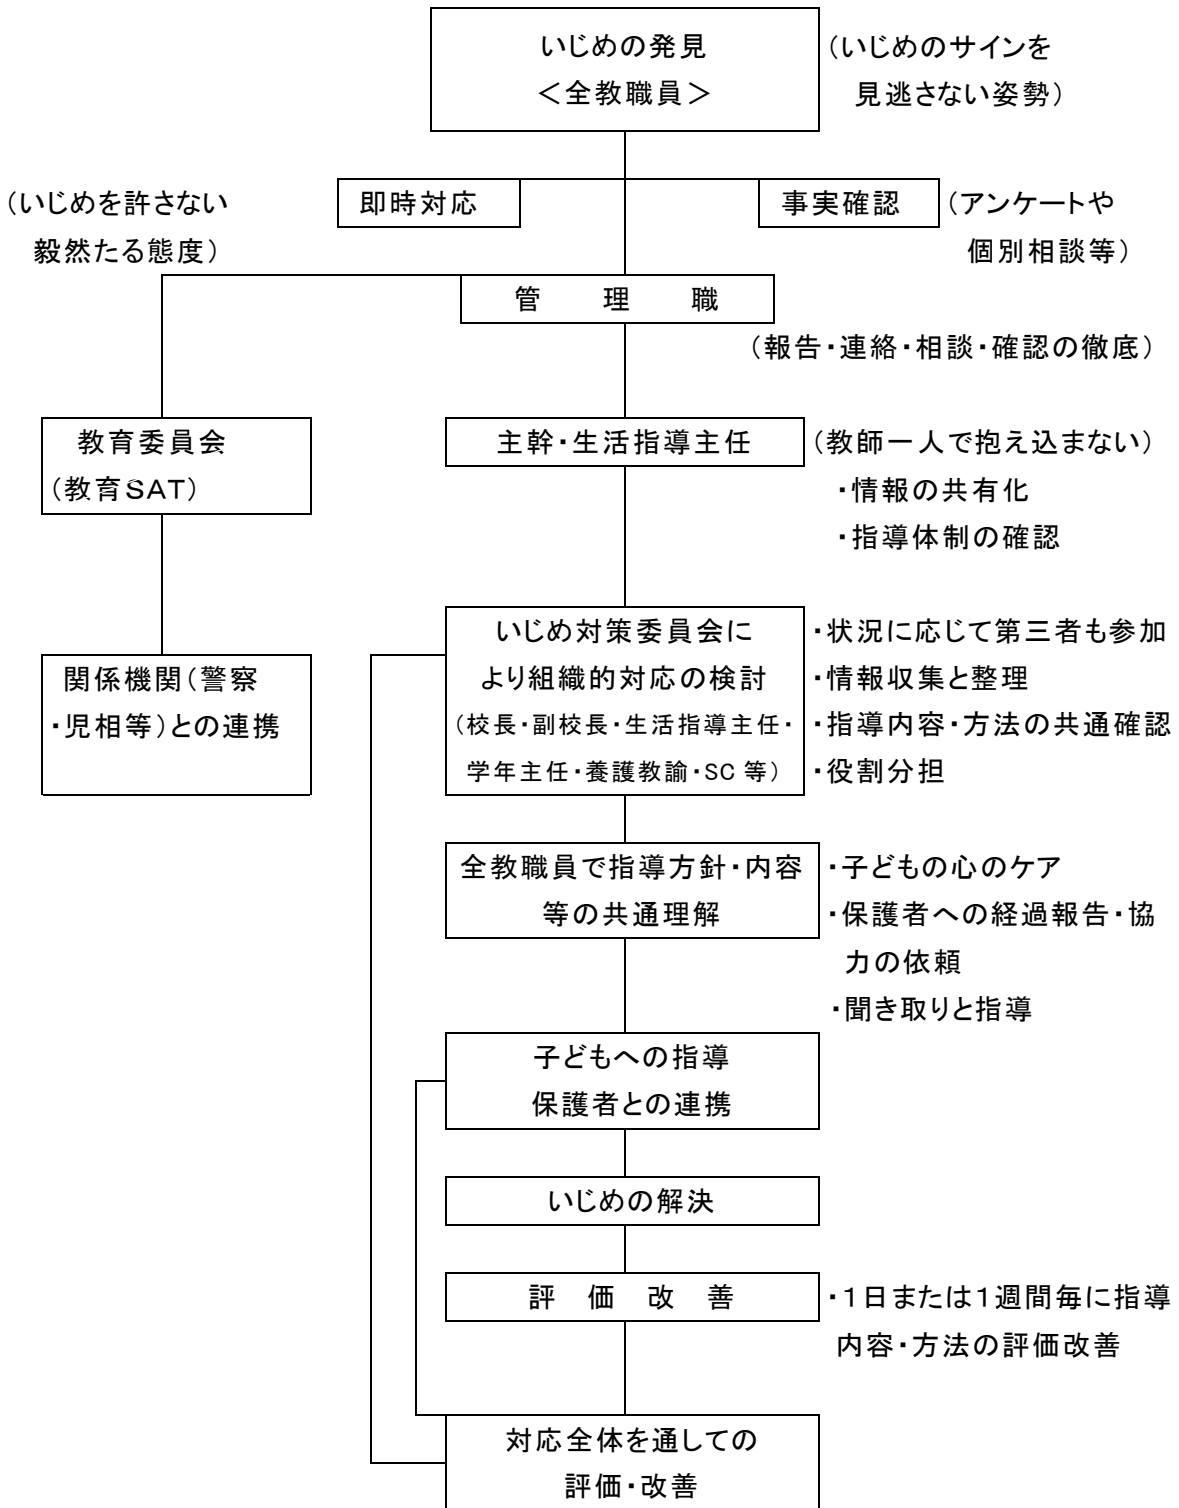 いじめの発見
＜全教職員＞
（いじめのサインを
見逃さない姿勢）
（いじめを許さない
毅然たる態度）
即時対応
事実確認
（アンケートや
個別相談等）
管　理　職
（報告・連絡・相談・確認の徹底）
教育委員会
（教育SAT）
主幹・生活指導主任
（教師一人で抱え込まない）
・情報の共有化
・指導体制の確認
関係機関（警察
・児相等）との連携
いじめ対策委員会に
より組織的対応の検討
（校長・副校長・生活指導主任・
学年主任・養護教諭・SC 等）
・状況に応じて第三者も参加
・情報収集と整理
・指導内容・方法の共通確認
・役割分担
全教職員で指導方針・内容
等の共通理解
・子どもの心のケア
・保護者への経過報告・協
力の依頼
・聞き取りと指導
子どもへの指導
保護者との連携
いじめの解決
評　価　改　善
・１日または１週間毎に指導
内容・方法の評価改善
対応全体を通しての
評価・改善